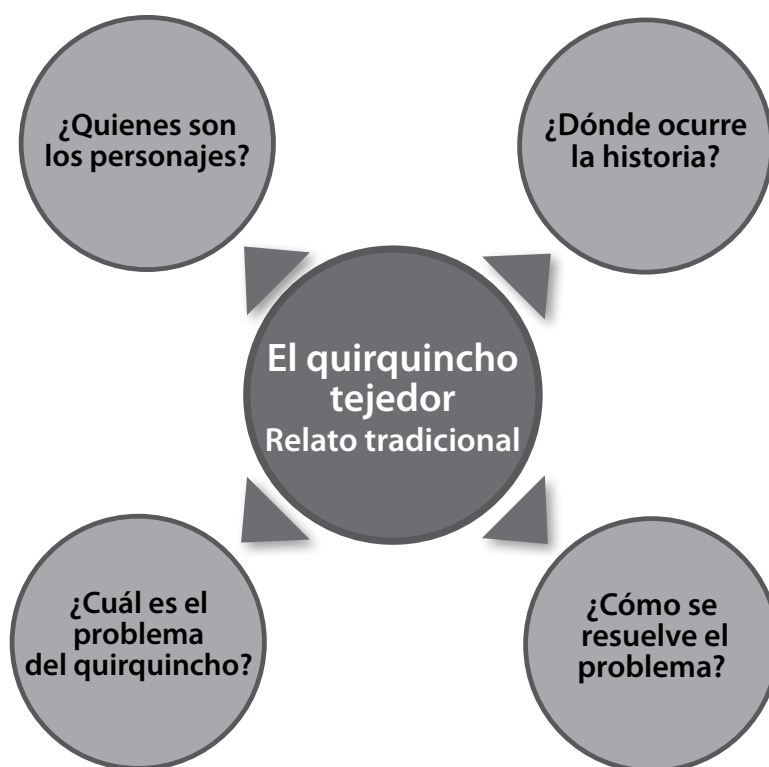 ¿Quienes son
los personajes?
¿Dónde ocurre
la historia?
El quirquincho
tejedor
Relato tradicional
¿Cuál es el
problema
del quirquincho?
¿Cómo se
resuelve el
problema?